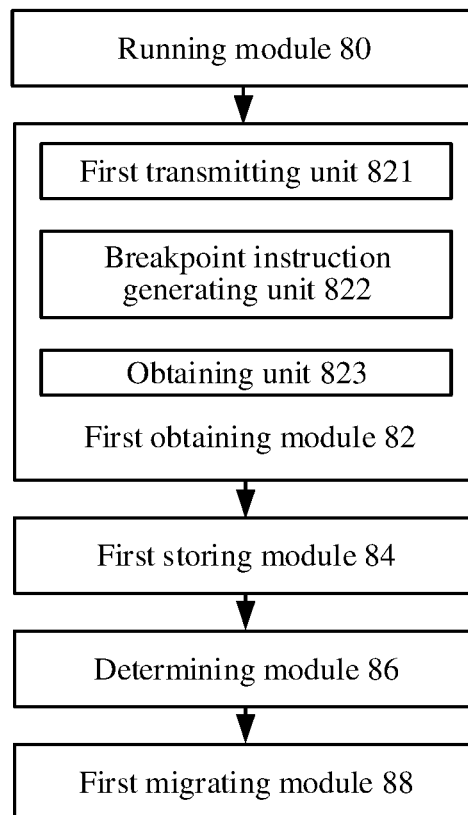 Running module 80
First transmitting unit 821
Breakpoint instruction
generating unit 822
Obtaining unit 823
First obtaining module 82
First storing module 84
Determining module 86
First migrating module 88